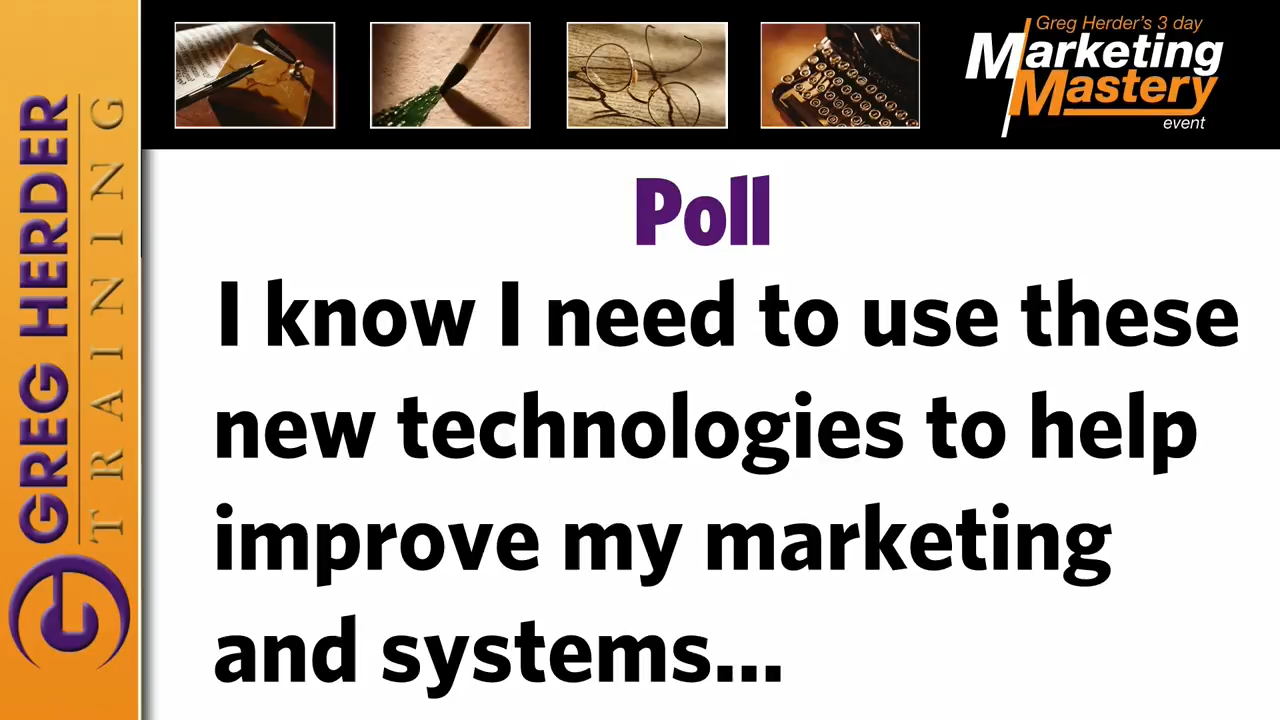 Greg Herder's 3 day
Marketing
Mastery
event
GREG HERDER
TRAINING
Poll
I know I need to use these
new technologies to help
improve my marketing
and systems...